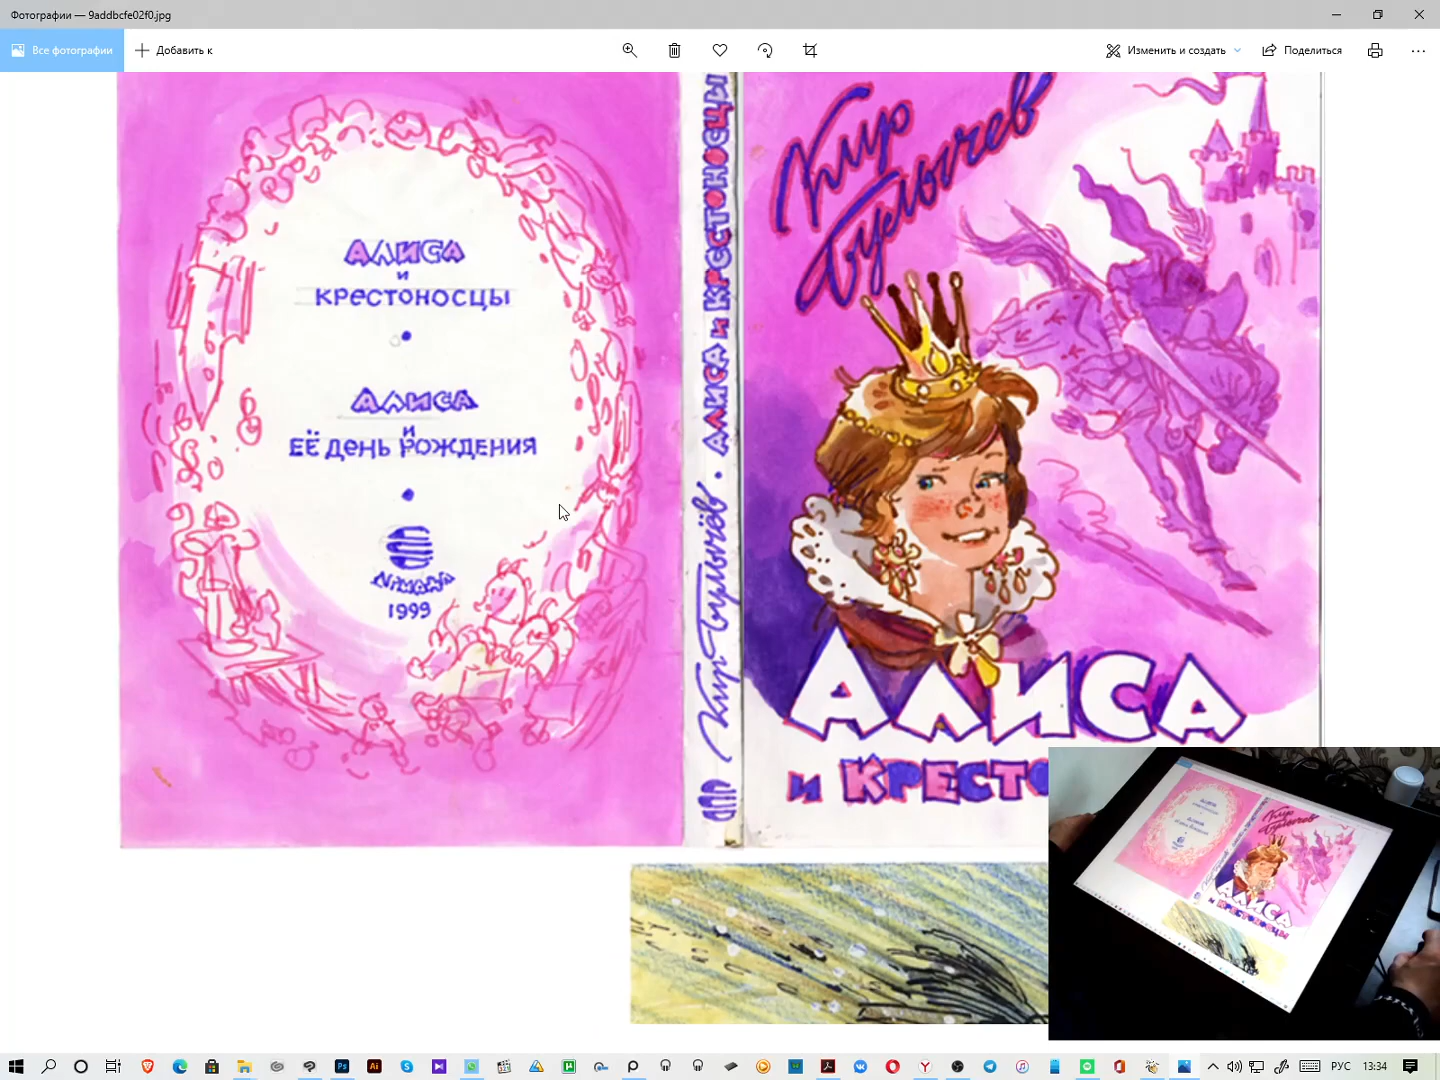 Фотографии — 9addbcfe02f0.jpg
Все фотографии
Добавить к
Изменить и создать
Поделиться
АЛИСА
и
КРЕСТОНОСЦЫ
АЛИСА
и
ЕЁ ДЕНЬ РОЖДЕНИЯ
АРМАДА
1999
Кир Булычёв • АЛИСА И КРЕСТОНОСЦЫ
Кир
Булычев
АЛИСА
И КРЕСТО
РУС
13:34